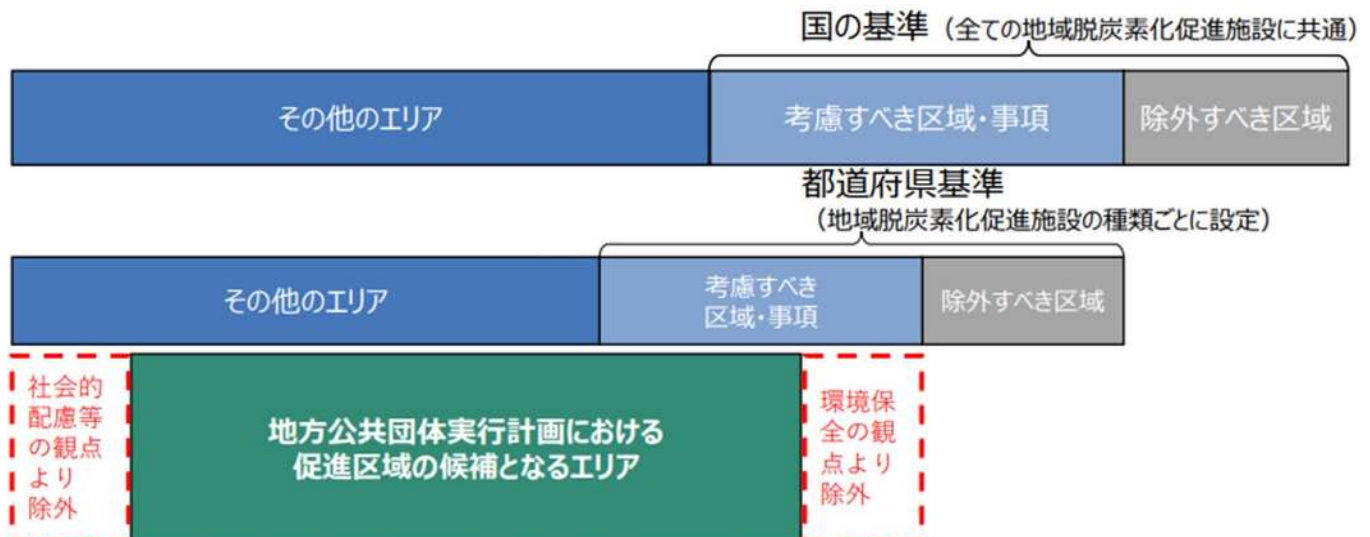 国の基準（全ての地域脱炭素化促進施設に共通）
その他のエリア
考慮すべき区域・事項
除外すべき区域
都道府県基準
（地域脱炭素化促進施設の種類ごとに設定）
その他のエリア
考慮すべき
区域・事項
除外すべき区域
社会的
配慮等
の観点
より
除外
地方公共団体実行計画における
促進区域の候補となるエリア
環境保
全の観
点より
除外